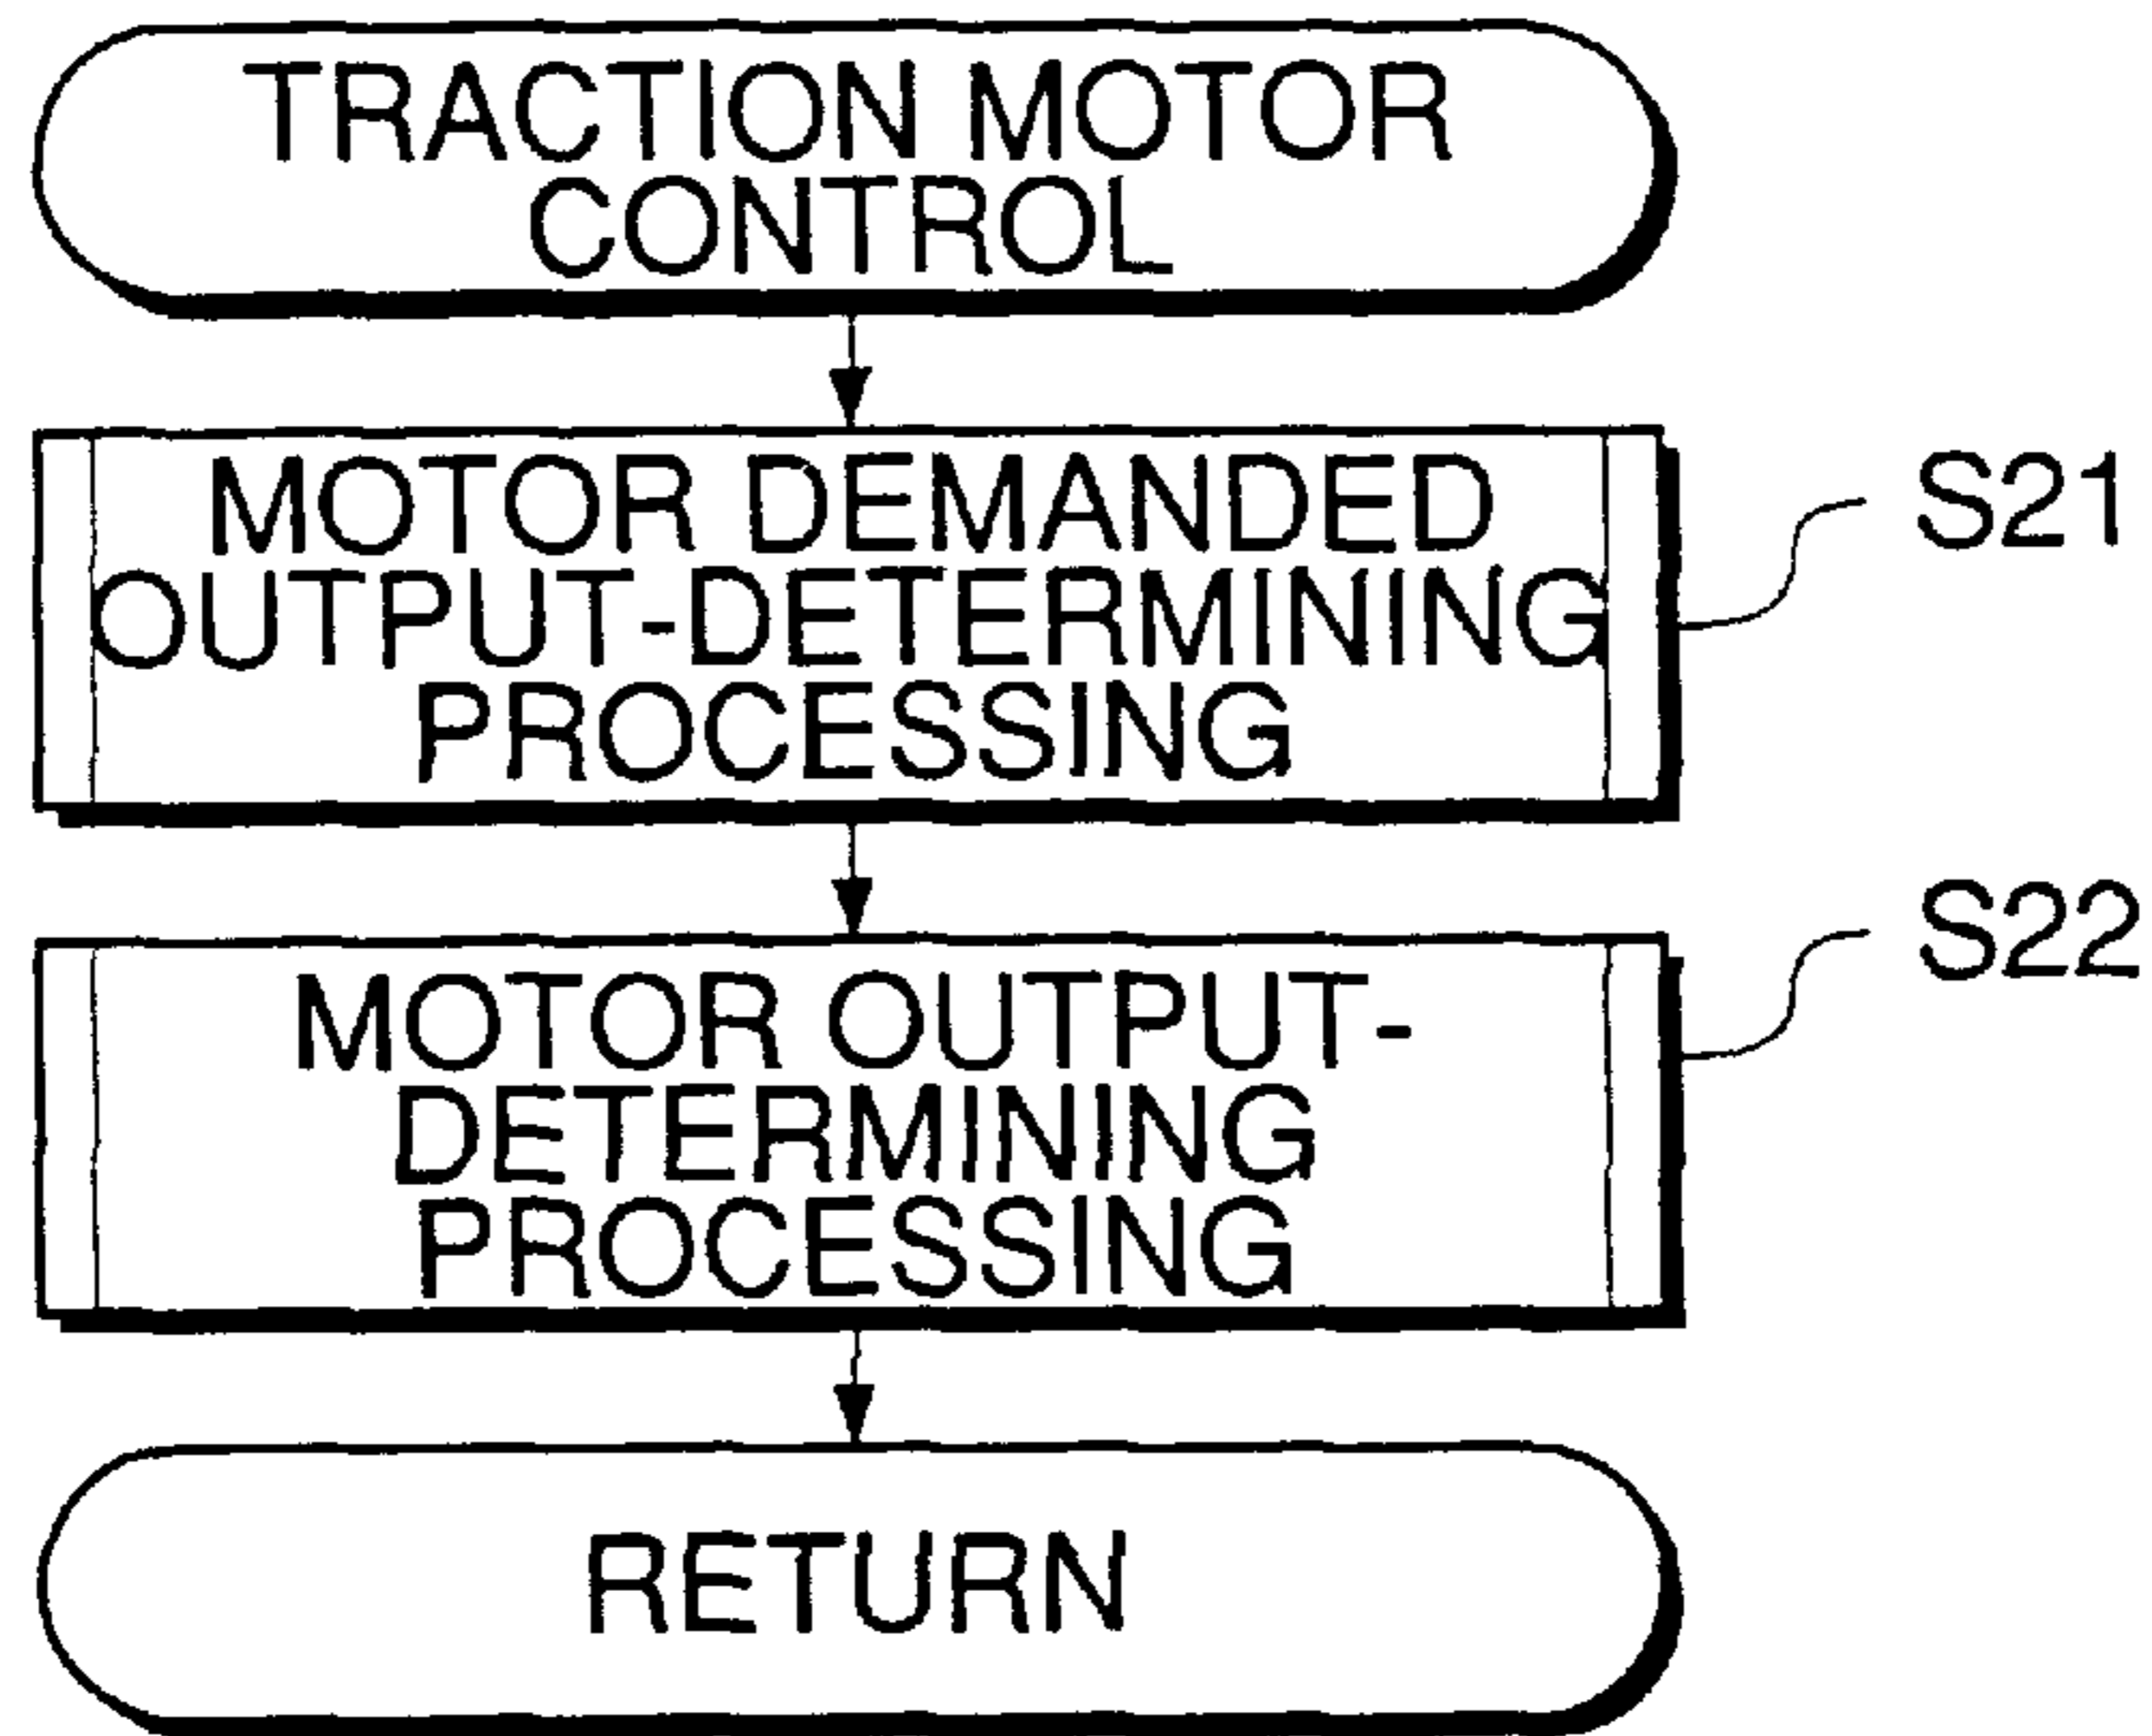 TRACTION MOTOR
CONTROL
MOTOR DEMANDED
OUTPUT-DETERMINING
PROCESSING
S21
MOTOR OUTPUT-
DETERMINING
PROCESSING
S22
RETURN